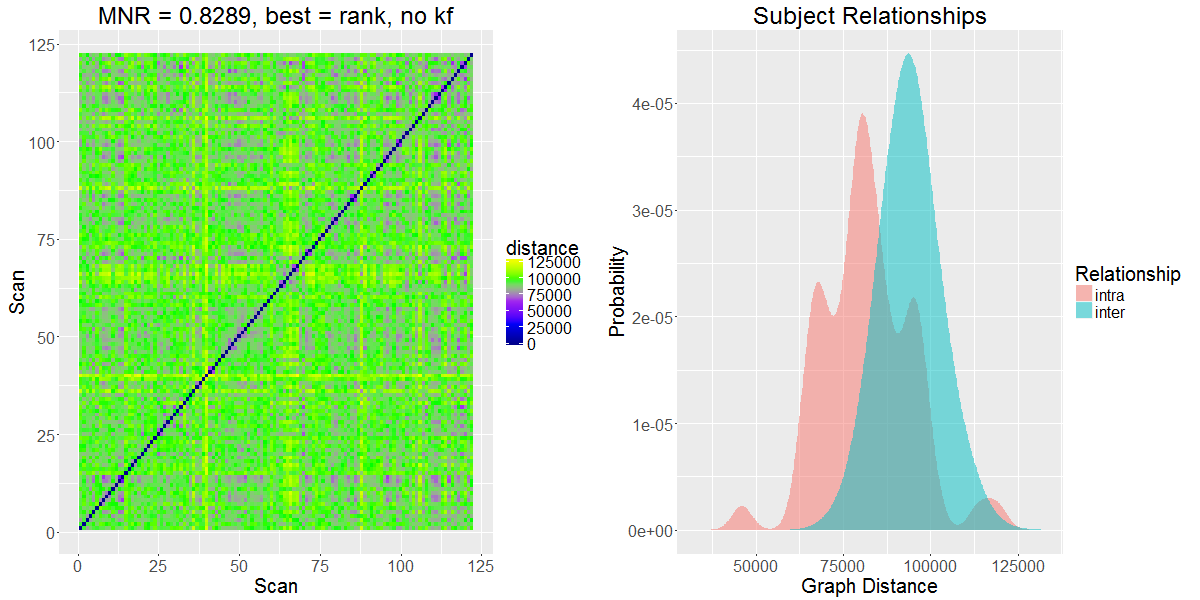 MNR = 0.8289, best = rank, no kf
125
100
75
50
25
0
Scan
0 25 50 75 100 125
Scan
distance
125000
100000
75000
50000
25000
0
Subject Relationships
4e-05
3e-05
2e-05
1e-05
0e+00
Probability
50000 75000 100000 125000
Graph Distance
Relationship
intra
inter